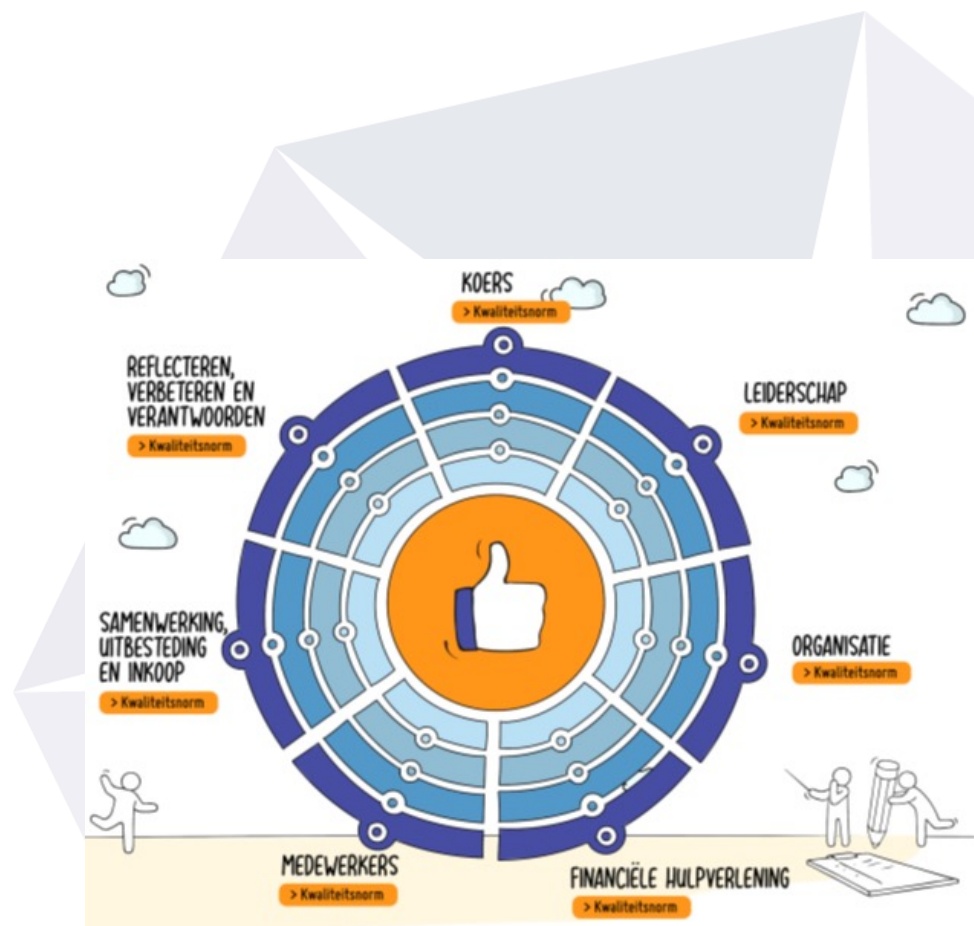 KOERS
> Kwaliteitsnorm
LEIDERSCHAP
> Kwaliteitsnorm
ORGANISATIE
> Kwaliteitsnorm
FINANCIËLE HULPVERLENING
> Kwaliteitsnorm
MEDEWERKERS
> Kwaliteitsnorm
SAMENWERKING,
UITBESTEDING
EN INKOOP
> Kwaliteitsnorm
REFLECTEREN,
VERBETEREN EN
VERANTWOORDEN
> Kwaliteitsnorm